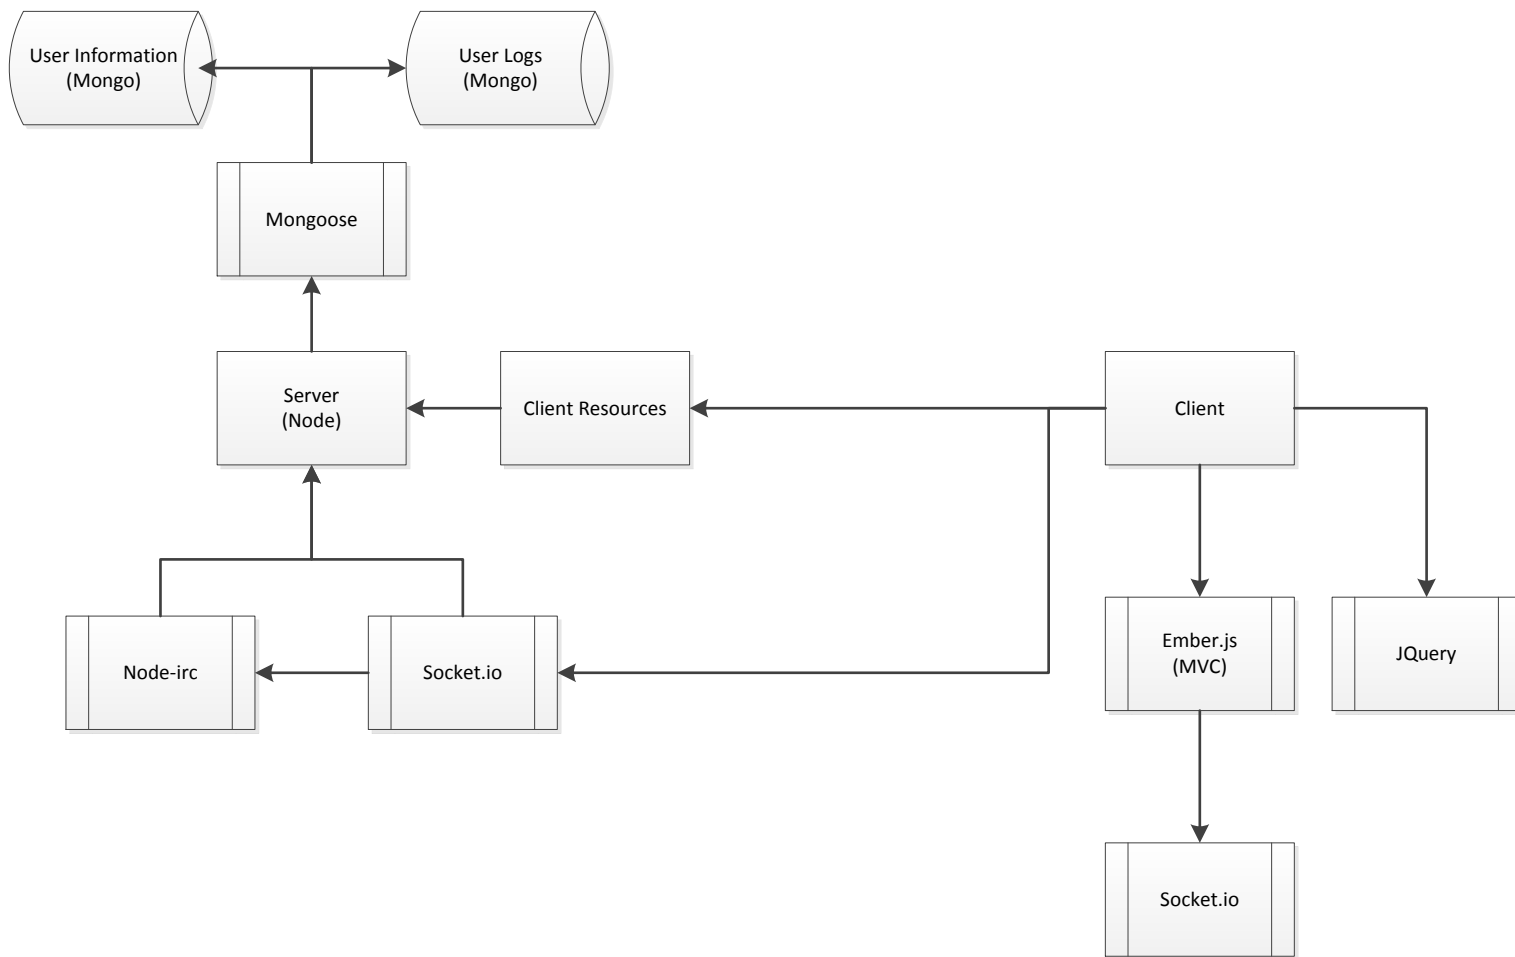 User Information
(Mongo)
User Logs
(Mongo)
Mongoose
Server
(Node)
Client Resources
Client
Node-irc
Socket.io
Ember.js
(MVC)
JQuery
Socket.io